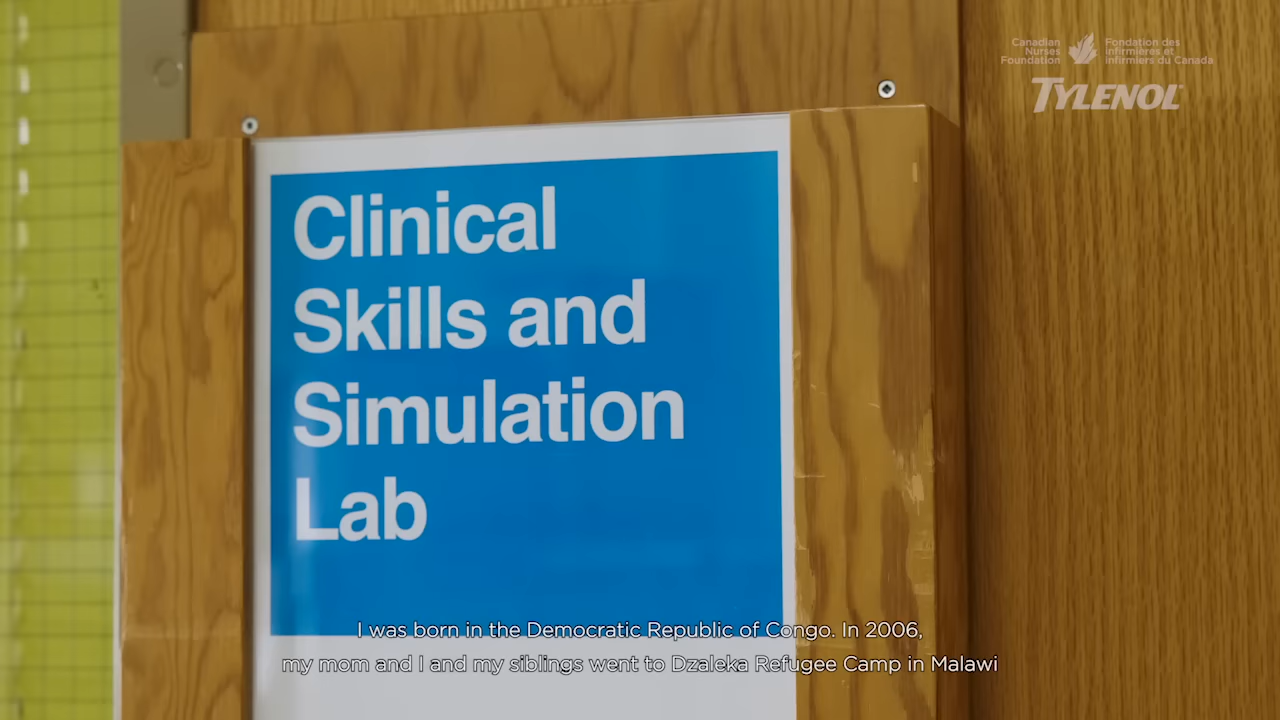 Canadian
Nurses
Foundation
Fondation des
infirmières et
infirmiers du Canada
TYLENOL
Clinical
Skills and
Simulation
Lab
I was born in the Democratic Republic of Congo. In 2006,
my mom and I and my siblings went to Dzaleka Refugee Camp in Malawi